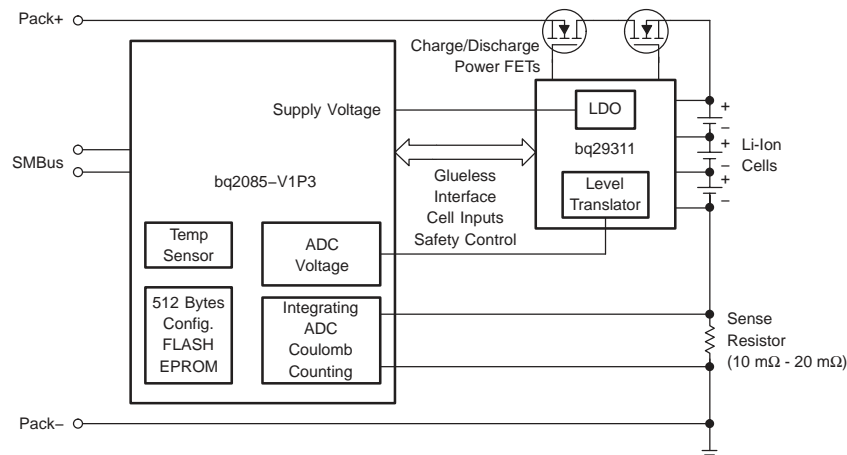 Pack+
Charge/Discharge
Power FETs
Supply Voltage
LDO
bq29311
+
−
+
−
+
−
Li-Ion
Cells
SMBus
bq2085−V1P3
Glueless
Interface
Cell Inputs
Safety Control
Level
Translator
Temp
Sensor
ADC
Voltage
512 Bytes
Config.
FLASH
EPROM
Integrating
ADC
Coulomb
Counting
Sense
Resistor
(10 mΩ - 20 mΩ)
Pack−